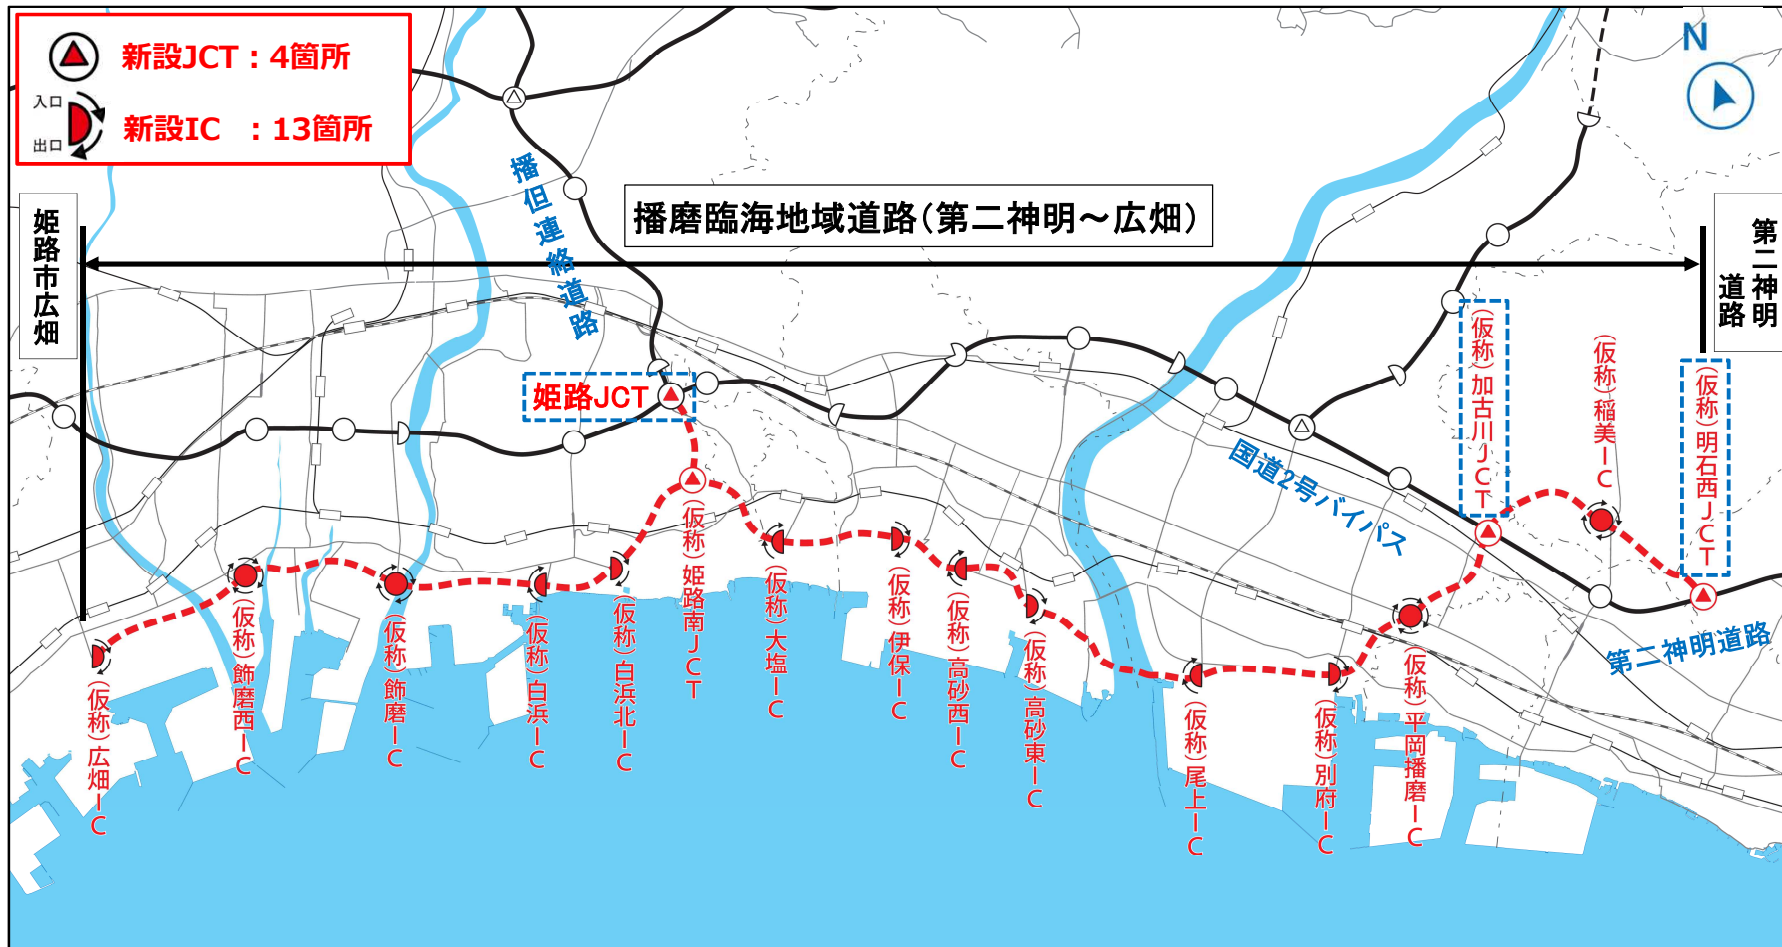 新設JCT：4箇所
入口
出口
新設IC ：13箇所
N
播磨臨海地域道路（第二神明～広畑）
姫路市広畑
第二神明
道路
播但連絡道路
国道2号バイパス
第二神明道路
姫路JCT
（仮称）加古川JCT
（仮称）稲美IC
（仮称）明石西JCT
（仮称）広畑IC
（仮称）飾磨西IC
（仮称）飾磨IC
（仮称）白浜IC
（仮称）白浜北IC
（仮称）姫路南JCT
（仮称）大塩IC
（仮称）伊保IC
（仮称）高砂西IC
（仮称）高砂東IC
（仮称）尾上IC
（仮称）別府IC
（仮称）平岡播磨IC